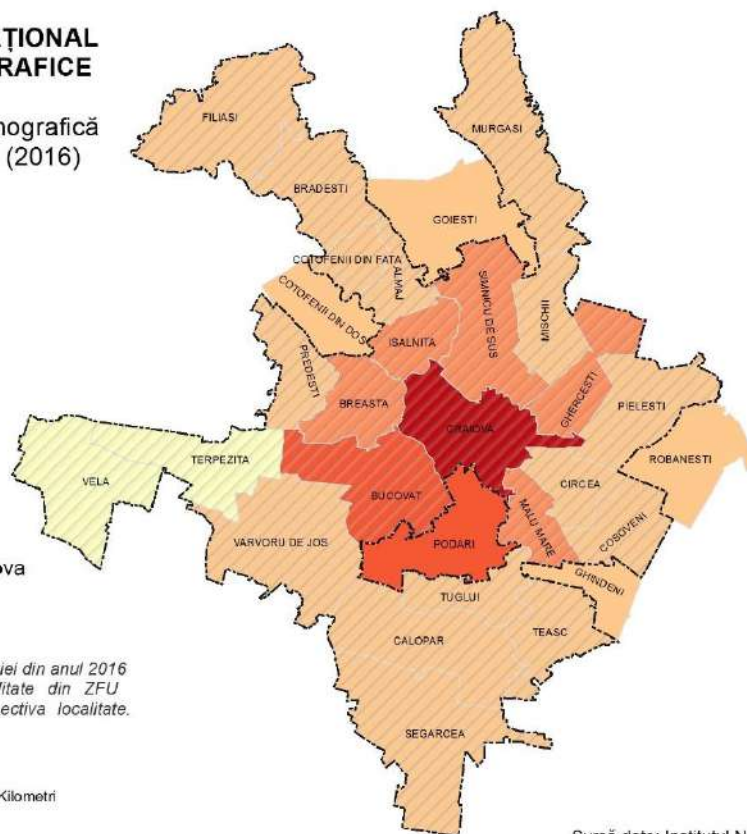 AȚIONAL
RAFICE
nografică
(2016)
FILIASI
MURGASI
BRADESTI
GOIESTI
COTOFENII DIN FATA
ALMAJ
COTOFENII DIN DOS
SIMNICU DE SUS
MISCHII
ISALNITA
PREDESTI
BREASTA
GHERCESTI
PIELESTI
CRAIOVA
TERPEZITA
ROBANESTI
VELA
CIRCEA
BUCOVAT
MALU MARE
COSOVENI
VARVORU DE JOS
PODARI
GHINDENI
TUGLUI
TEASC
CALOPAR
SEGARCEA
ova
iei din anul 2016
litate din ZFU
ectiva localitate.
Kilometri